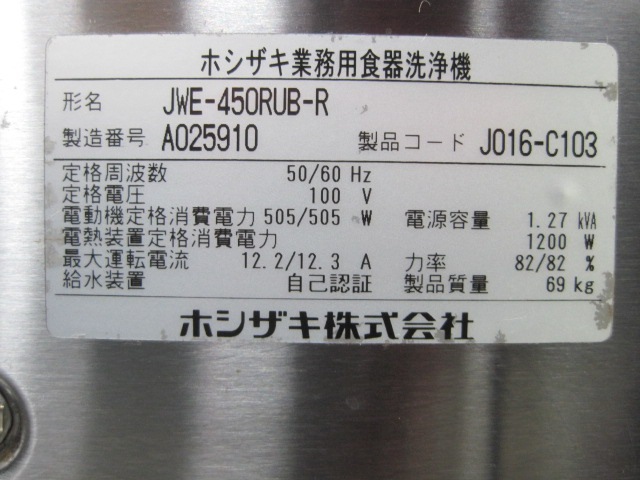 ホシザキ業務用食器洗浄機
形名 JWE-450RUB-R
製造番号 A025910 製品コード J016-C103
定格周波数 50/60 Hz
定格電圧 100 V
電動機定格消費電力 505/505 W 電源容量 1.27 kVA
電熱装置定格消費電力 1200 W
最大運転電流 12.2/12.3 A 力率 82/82 %
給水装置 自己認証 製品質量 69 kg
ホシザキ株式会社